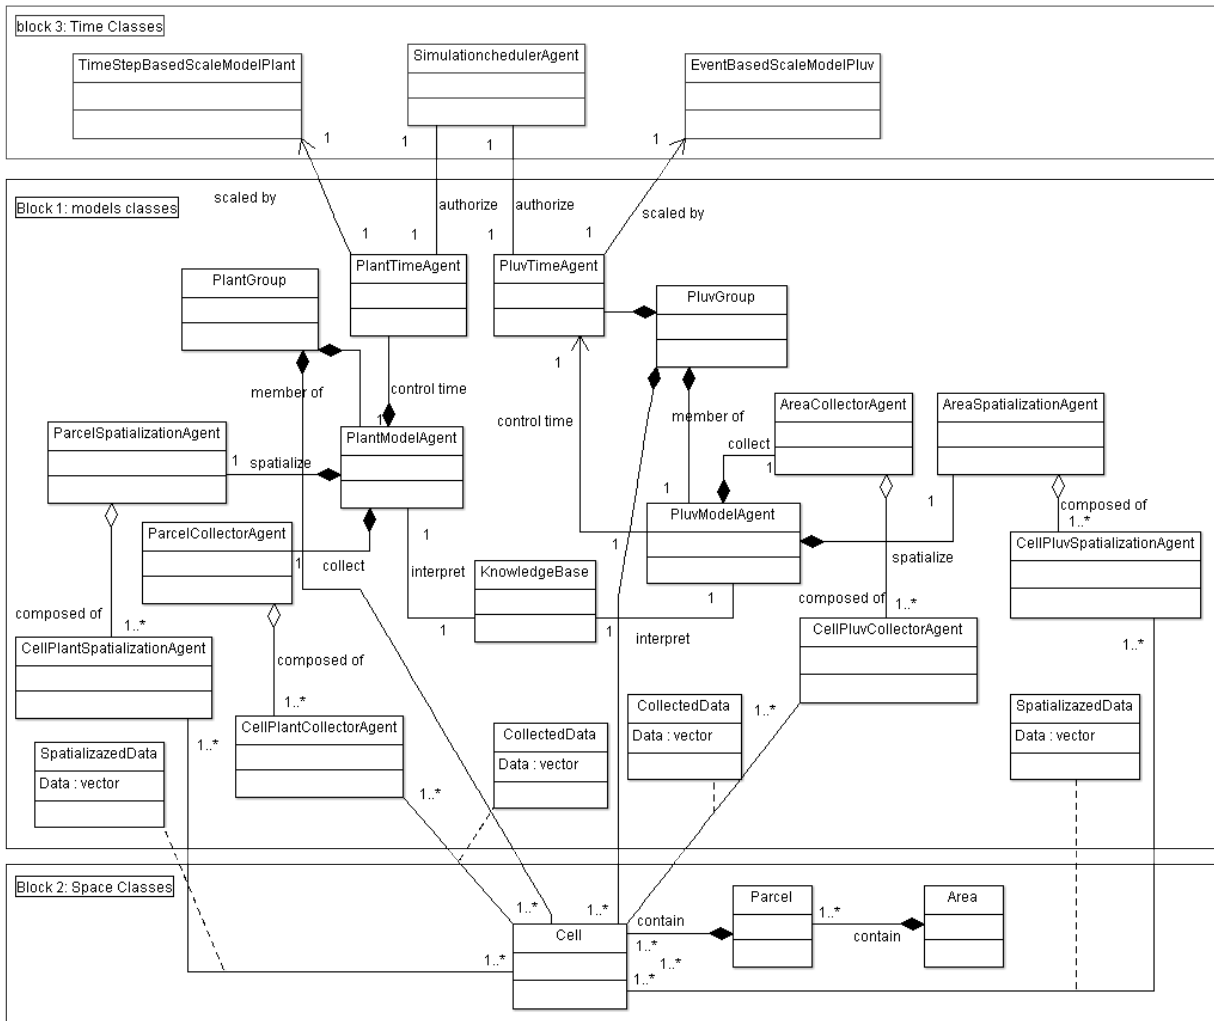 block 3: Time Classes
TimeStepBasedScaleModelPlant
SimulationchedulerAgent
EventBasedScaleModelPluv
1
1
1
1
scaled by
authorize
authorize
scaled by
Block 1: models classes
1
1
1
1
PlantGroup
PlantTimeAgent
PluvTimeAgent
PluvGroup
member of
control time
1
1
control time
member of
AreaCollectorAgent
AreaSpatializationAgent
ParcelSpatializationAgent
PlantModelAgent
collect
1
1
spatialize
1
1
composed of
1..*
PluvModelAgent
ParcelCollectorAgent
1
collect
1
interpret
KnowledgeBase
1
spatialize
CellPluvSpatializationAgent
composed of
1..*
1
1
1
interpret
composed of
1..*
CellPluvCollectorAgent
1..*
CellPlantSpatializationAgent
composed of
1..*
CellPlantCollectorAgent
1..*
SpatializazedData
Data : vector
1..*
CollectedData
Data : vector
CollectedData
Data : vector
1..*
SpatializazedData
Data : vector
Block 2: Space Classes
1..*
1..*
contain
Parcel
1..*
Area
contain
Cell
1..*
1..*
1..*
1..*